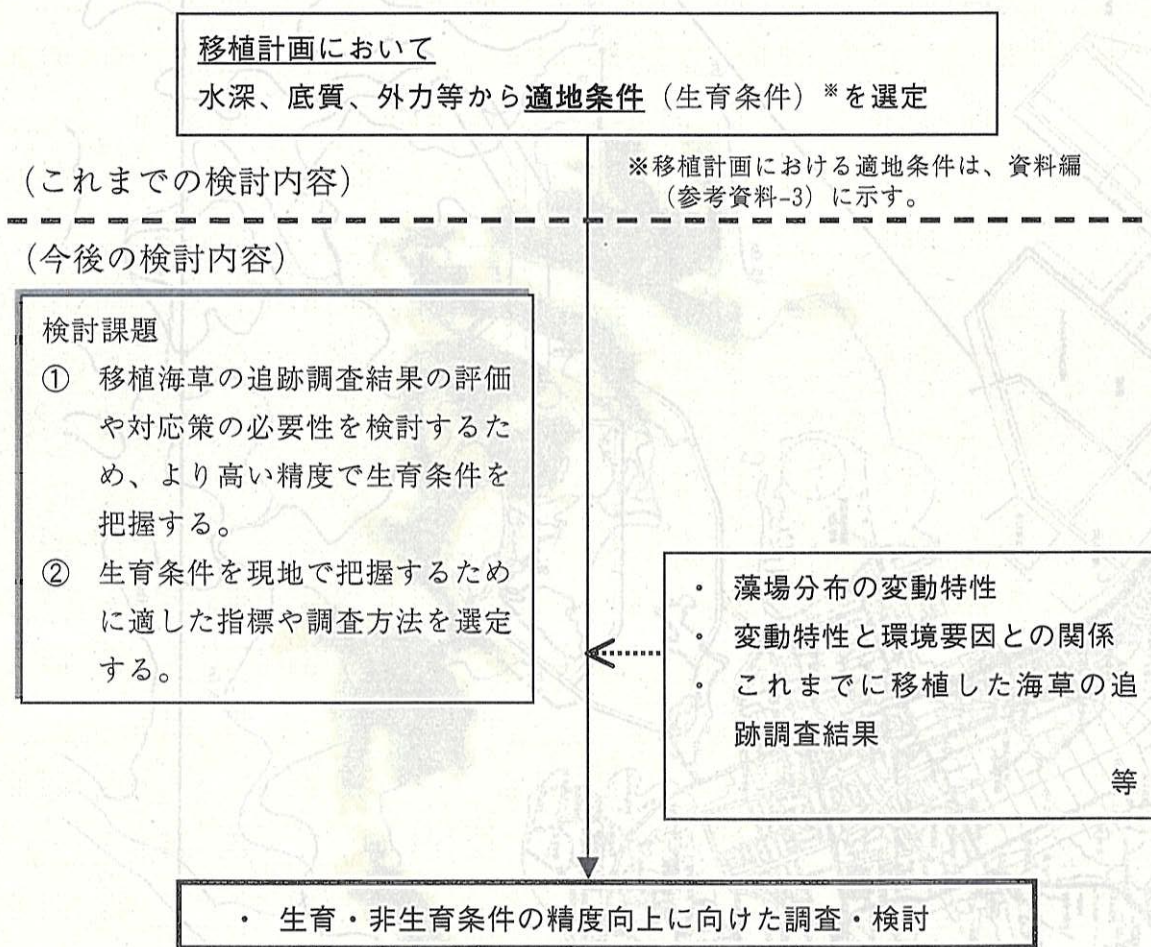 移植計画において
水深、底質、外力等から適地条件（生育条件）※を選定
（これまでの検討内容）
※移植計画における適地条件は、資料編
（参考資料-3）に示す。
（今後の検討内容）
検討課題
① 移植海草の追跡調査結果の評価
や対応策の必要性を検討するた
め、より高い精度で生育条件を
把握する。
② 生育条件を現地で把握するため
に適した指標や調査方法を選定
する。
・ 藻場分布の変動特性
・ 変動特性と環境要因との関係
・ これまでに移植した海草の追
跡調査結果
等
・ 生育・非生育条件の精度向上に向けた調査・検討